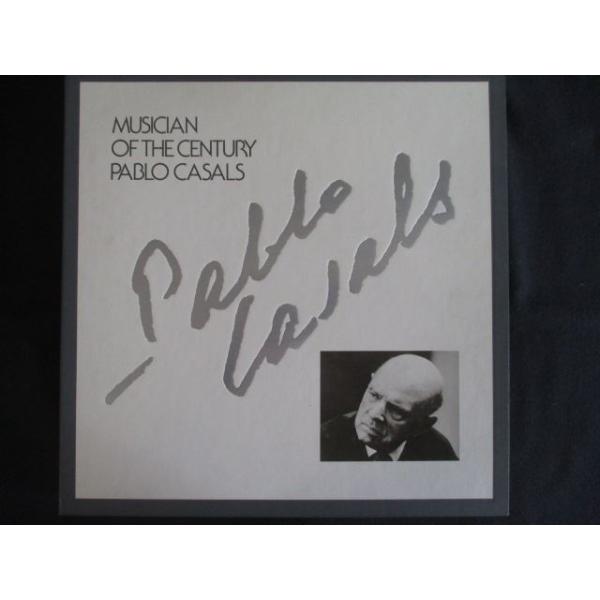 MUSICIAN
OF THE CENTURY
PABLO CASALS
Pablo
Casals